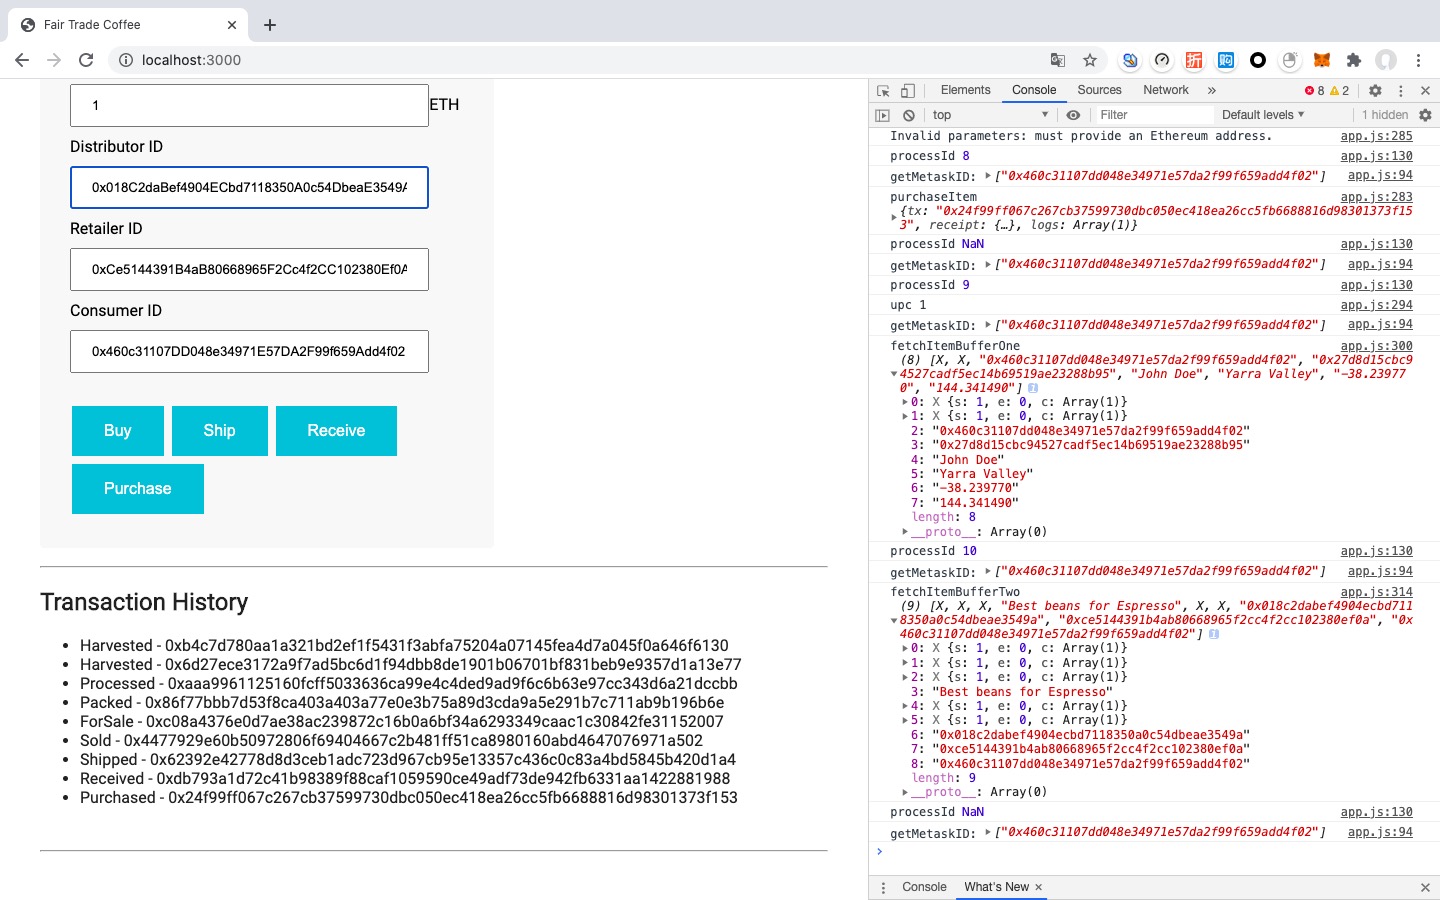 Fair Trade Coffee
localhost:3000
1
ETH
Distributor ID
0x018C2daBef4904ECbd7118350A0c54DbeaE3549A
Retailer ID
0xCe5144391B4aB80668965F2Cc4f2CC102380Ef0A
Consumer ID
0x460c31107DD048e34971E57DA2F99f659Add4f02
Buy
Ship
Receive
Purchase
Transaction History
Harvested - 0xb4c7d780aa1a321bd2ef1f5431f3abfa75204a07145fea4d7a045f0a646f6130
Harvested - 0x6d27ece3172a9f7ad5bc6d1f94dbb8de1901b06701bf831beb9e9357d1a13e77
Processed - 0xaaa9961125160fcff5033636ca99e4c4ded9ad9f6c6b63e97cc343d6a21dccbb
Packed - 0x86f77bbb7d53f8ca403a403a77e0e3b75a89d3cda9a5e291b7c711ab9b196b6e
ForSale - 0xc08a4376e0d7ae38ac239872c16b0a6bf34a6293349caac1c30842fe31152007
Sold - 0x4477929e60b50972806f69404667c2b481ff51ca8980160abd4647076971a502
Shipped - 0x62392e42778d8d3ceb1adc723d967cb95e13357c436c0c83a4bd5845b420d1a4
Received - 0xdb793a1d72c41b98389f88caf1059590ce49adf73de942fb6331aa1422881988
Purchased - 0x24f99ff067c267cb37599730dbc050ec418ea26cc5fb6688816d98301373f153
Elements Console Sources Network » 8 2
top Filter Default levels 1 hidden
Invalid parameters: must provide an Ethereum address. app.js:285
processId 8 app.js:130
getMetaskID: ["0x460c31107dd048e34971e57da2f99f659add4f02"] app.js:94
purchaseItem app.js:283
{tx: "0x24f99ff067c267cb37599730dbc050ec418ea26cc5fb6688816d98301373f15
3", receipt: {…}, logs: Array(1)}
processId NaN app.js:130
getMetaskID: ["0x460c31107dd048e34971e57da2f99f659add4f02"] app.js:94
processId 9 app.js:130
upc 1 app.js:294
getMetaskID: ["0x460c31107dd048e34971e57da2f99f659add4f02"] app.js:94
fetchItemBufferOne app.js:300
(8) [X, X, "0x460c31107dd048e34971e57da2f99f659add4f02", "0x27d8d15cbc9
4527cadf5ec14b69519ae23288b95", "John Doe", "Yarra Valley", "-38.23977
0", "144.341490"] i
0: X {s: 1, e: 0, c: Array(1)}
1: X {s: 1, e: 0, c: Array(1)}
2: "0x460c31107dd048e34971e57da2f99f659add4f02"
3: "0x27d8d15cbc94527cadf5ec14b69519ae23288b95"
4: "John Doe"
5: "Yarra Valley"
6: "-38.239770"
7: "144.341490"
length: 8
__proto__: Array(0)
processId 10 app.js:130
getMetaskID: ["0x460c31107dd048e34971e57da2f99f659add4f02"] app.js:94
fetchItemBufferTwo app.js:314
(9) [X, X, X, "Best beans for Espresso", X, X, "0x018c2dabef4904ecbd711
8350a0c54dbeae3549a", "0xce5144391b4ab80668965f2cc4f2cc102380ef0a", "0x
460c31107dd048e34971e57da2f99f659add4f02"] i
0: X {s: 1, e: 0, c: Array(1)}
1: X {s: 1, e: 0, c: Array(1)}
2: X {s: 1, e: 0, c: Array(1)}
3: "Best beans for Espresso"
4: X {s: 1, e: 0, c: Array(1)}
5: X {s: 1, e: 0, c: Array(1)}
6: "0x018c2dabef4904ecbd7118350a0c54dbeae3549a"
7: "0xce5144391b4ab80668965f2cc4f2cc102380ef0a"
8: "0x460c31107dd048e34971e57da2f99f659add4f02"
length: 9
__proto__: Array(0)
processId NaN app.js:130
getMetaskID: ["0x460c31107dd048e34971e57da2f99f659add4f02"] app.js:94
Console What's New